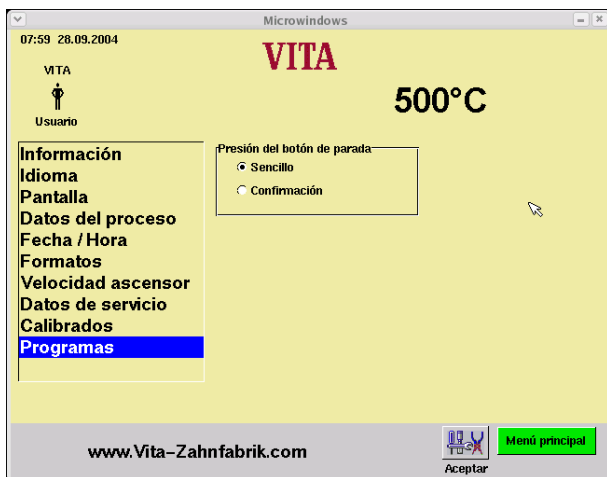 Microwindows
07:59 28.09.2004
VITA
VITA
500°C
Usuario
Información
Idioma
Pantalla
Datos del proceso
Fecha / Hora
Formatos
Velocidad ascensor
Datos de servicio
Calibrados
Programas
Presión del botón de parada
Sencillo
Confirmación
www.Vita-Zahnfabrik.com
Aceptar
Menú principal